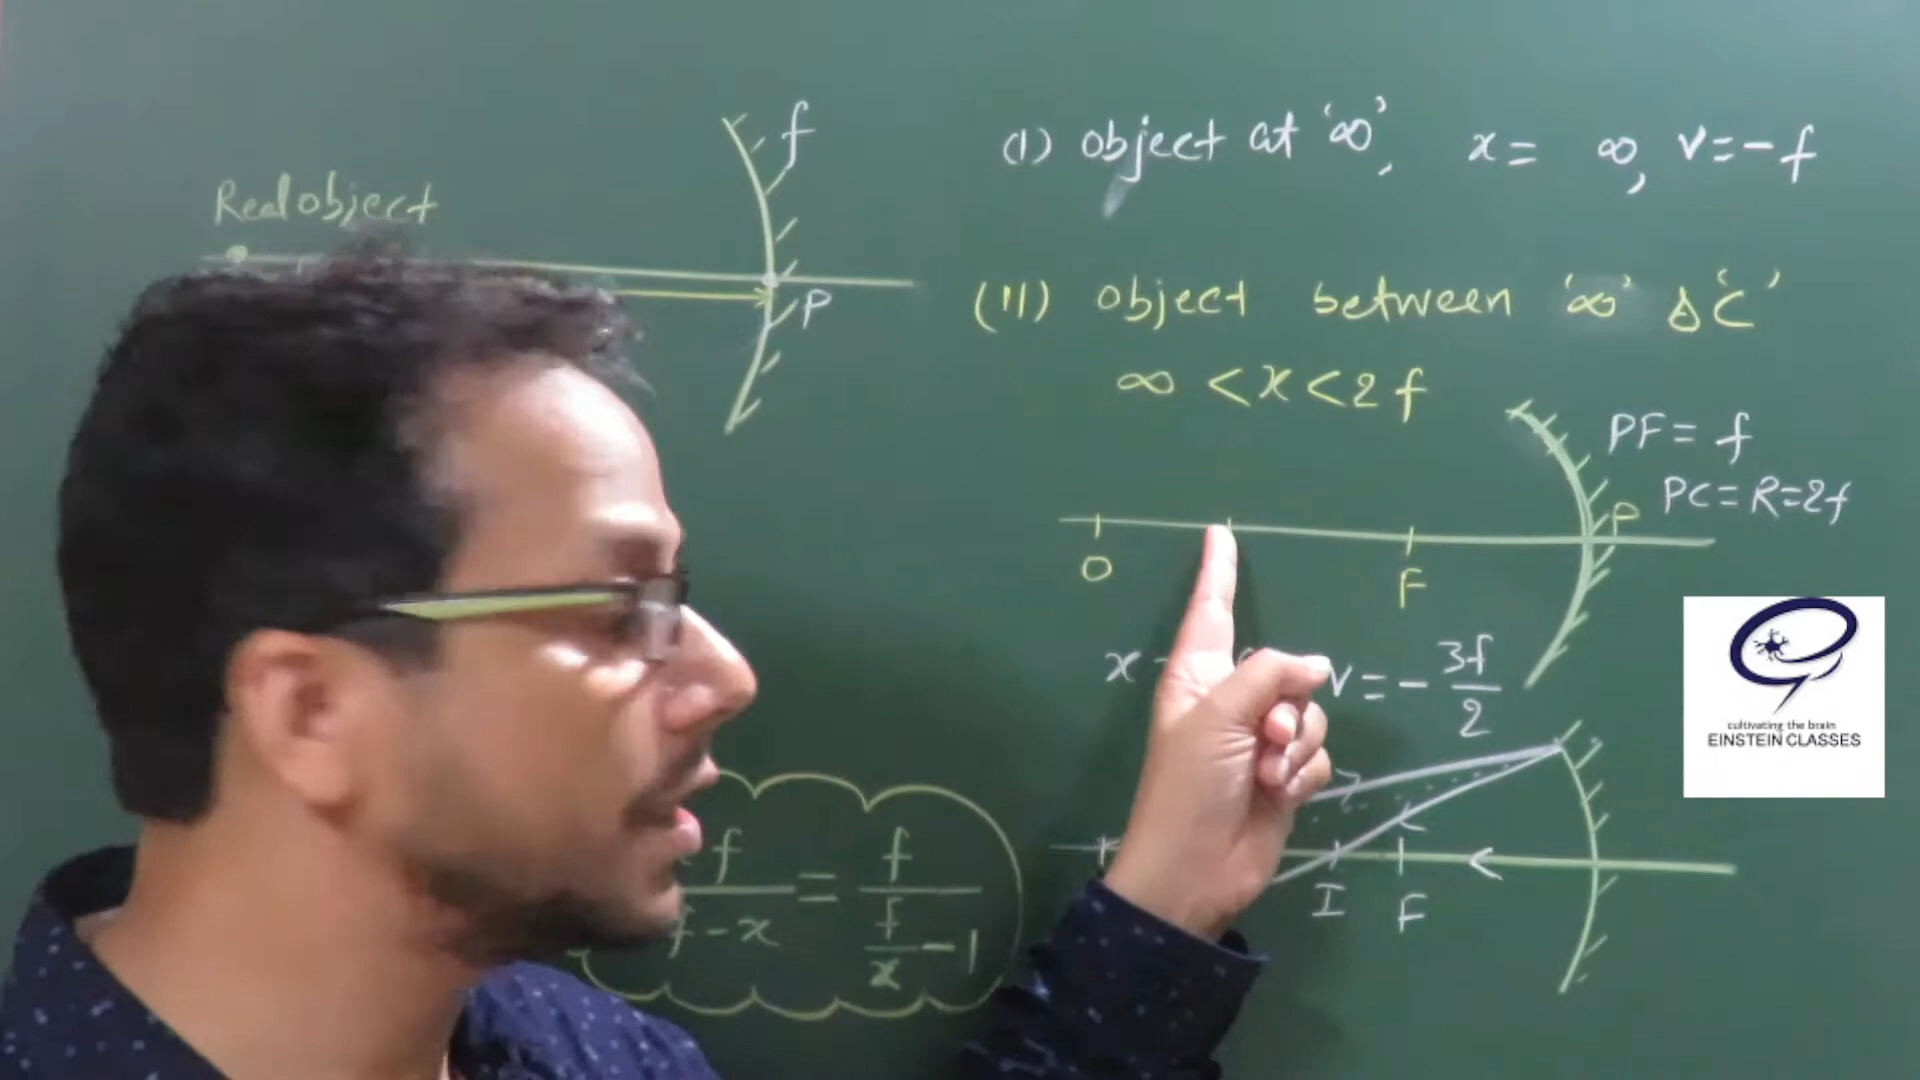 Real object
f
P
(I) object at '∞', x = ∞, v = -f
(II) object between '∞' & 'C'
∞ < x < 2f
PF = f
PC = R = 2f
P
O
F
x
v = - 3f/2
I
F
f/f-x = f/(f/x - 1)
cultivating the brain
EINSTEIN CLASSES